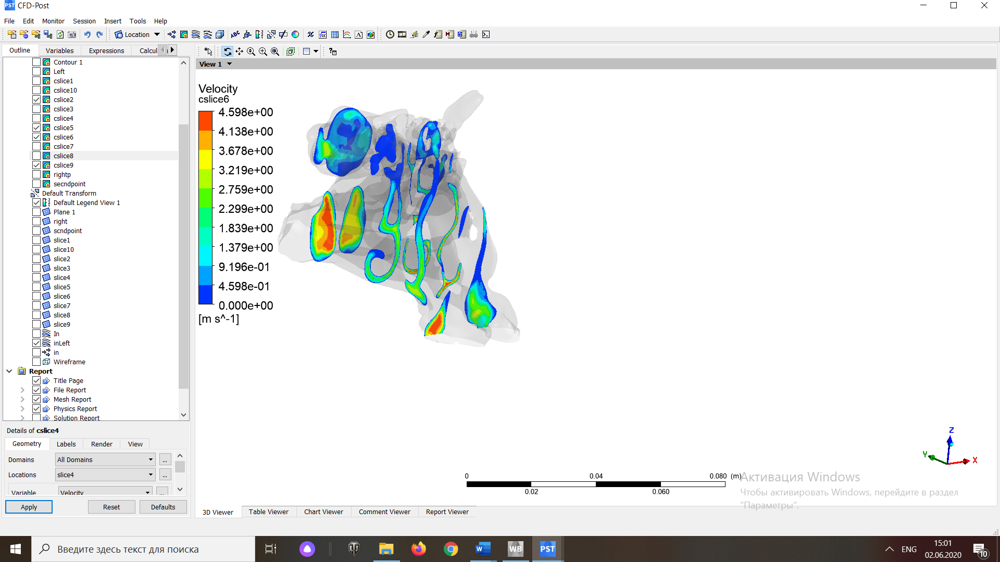 PST CFD-Post
File Edit Monitor Session Insert Tools Help
Location
Outline Variables Expressions Calcul
Contour 1
Left
cslice1
cslice10
cslice2
cslice3
cslice4
cslice5
cslice6
cslice7
cslice8
cslice9
rightp
secndpoint
Default Transform
Default Legend View 1
Plane 1
right
scndpoint
slice1
slice10
slice2
slice3
slice4
slice5
slice6
slice7
slice8
slice9
In
inLeft
in
Wireframe
Report
Title Page
File Report
Mesh Report
Physics Report
Solution Report
Details of cslice4
Geometry Labels Render View
Domains All Domains ...
Locations slice4 ...
Variable Velocity ...
Apply Reset Defaults
View 1
Velocity
cslice6
4.598e+00
4.138e+00
3.678e+00
3.219e+00
2.759e+00
2.299e+00
1.839e+00
1.379e+00
9.196e-01
4.598e-01
0.000e+00
[m s^-1]
Z
Y
X
0 0.04 0.080 (m)
0.02 0.060
Активация Windows
Чтобы активировать Windows, перейдите в раздел
"Параметры".
3D Viewer Table Viewer Chart Viewer Comment Viewer Report Viewer
Введите здесь текст для поиска
W WB PST
ENG
15:01
02.06.2020
10